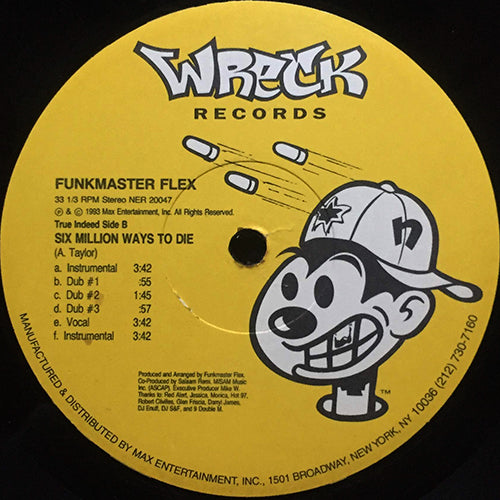 WRECK
RECORDS
FUNKMASTER FLEX
33 1/3 RPM Stereo NER 20047
℗ & © 1993 Max Entertainment, Inc. All Rights Reserved.
True Indeed Side B
SIX MILLION WAYS TO DIE
(A. Taylor)
a. Instrumental 3:42
b. Dub #1 :55
c. Dub #2 1:45
d. Dub #3 :57
e. Vocal 3:42
f. Instrumental 3:42
n
Produced and Arranged by Funkmaster Flex.
Co-Produced by Salaam Remi, MISAM Music
Inc. (ASCAP). Executive Producer Mike W.
Thanks to: Red Alert, Jessica, Monica, Hot 97,
Robert Clivilles, Glen Friscia, Darryl James,
DJ Enuff, DJ S&F, and 9 Double M.
TM
MANUFACTURED & DISTRIBUTED BY MAX ENTERTAINMENT, INC., 1501 BROADWAY, NEW YORK, NY 10036 (212) 730-7160